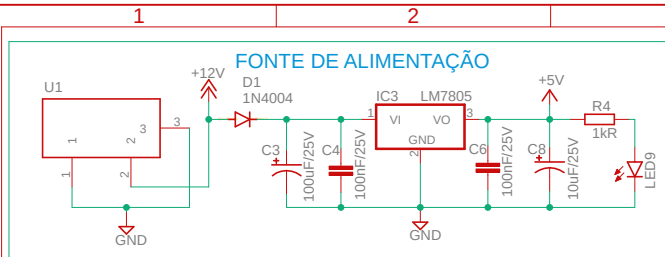 1 2
FONTE DE ALIMENTAÇÃO
U1
+12V
D1
1N4004
IC3 LM7805
+5V
R4
1kR
1 VI VO 3
GND
2
3 3
1 2
1 2
C3
100uF/25V
C4
100nF/25V
C6
100nF/25V
C8
10uF/25V
LED9
GND
GND